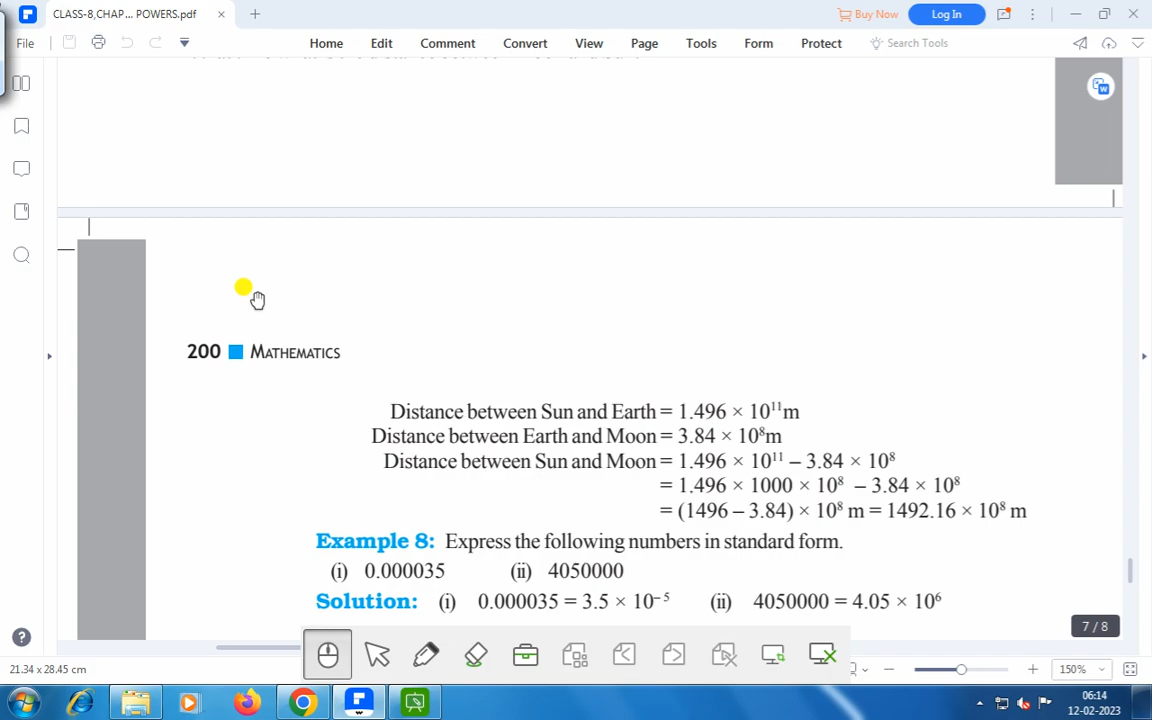 CLASS-8,CHAP ... POWERS.pdf
Buy Now
Log In
File
Home
Edit
Comment
Convert
View
Page
Tools
Form
Protect
Search Tools
200 MATHEMATICS
Distance between Sun and Earth = 1.496 × 10¹¹m
Distance between Earth and Moon = 3.84 × 10⁸m
Distance between Sun and Moon = 1.496 × 10¹¹ – 3.84 × 10⁸
= 1.496 × 1000 × 10⁸ – 3.84 × 10⁸
= (1496 – 3.84) × 10⁸ m = 1492.16 × 10⁸ m
Example 8: Express the following numbers in standard form.
(i) 0.000035 (ii) 4050000
Solution: (i) 0.000035 = 3.5 × 10⁻⁵ (ii) 4050000 = 4.05 × 10⁶
7 / 8
21.34 x 28.45 cm
150%
06:14
12-02-2023